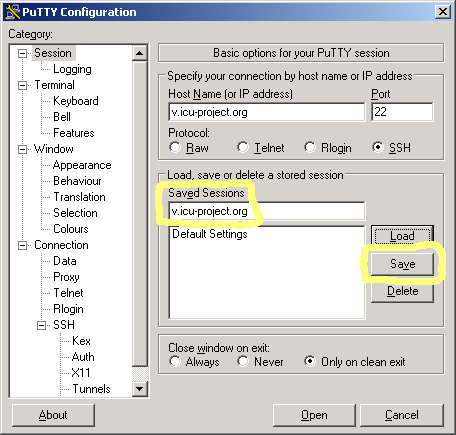 PuTTY Configuration
Category:
Session
Logging
Terminal
Keyboard
Bell
Features
Window
Appearance
Behaviour
Translation
Selection
Colours
Connection
Data
Proxy
Telnet
Rlogin
SSH
Kex
Auth
X11
Tunnels
Basic options for your PuTTY session
Specify your connection by host name or IP address
Host Name (or IP address) Port
v.icu-project.org 22
Protocol:
Raw Telnet Rlogin SSH
Load, save or delete a stored session
Saved Sessions
v.icu-project.org
Default Settings
Load
Save
Delete
Close window on exit:
Always Never Only on clean exit
About Open Cancel